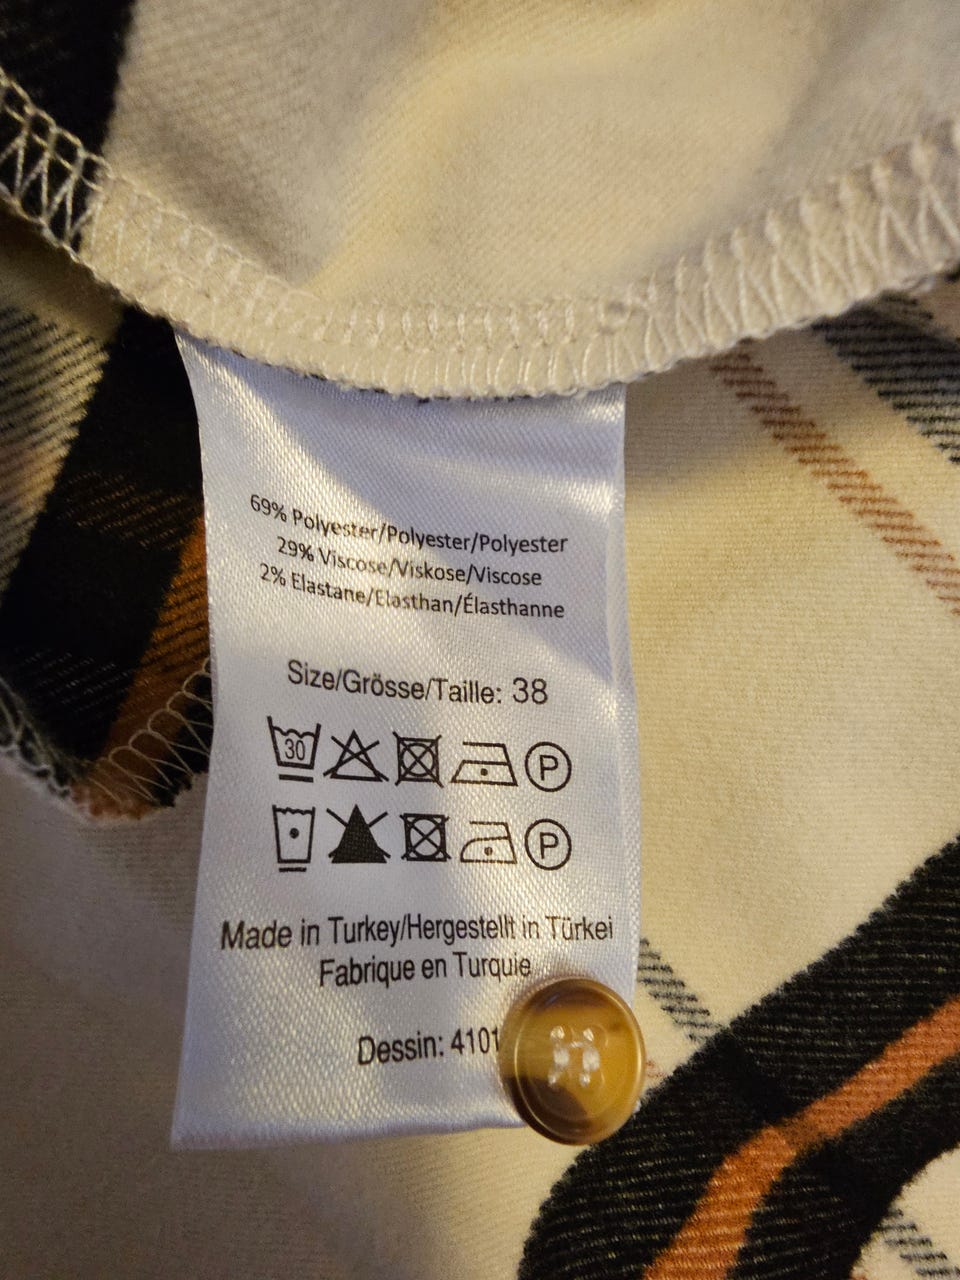 69% Polyester/Polyester/Polyester
29% Viscose/Viskose/Viscose
2% Elastane/Elasthan/Élasthanne
Size/Grösse/Taille: 38
30 P
P
Made in Turkey/Hergestellt in Türkei
Fabrique en Turquie
Dessin: 4101